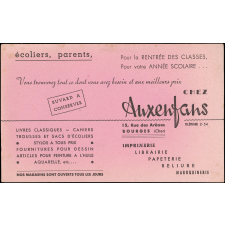 écoliers, parents,
Pour la RENTRÉE DES CLASSES,
Pour votre ANNÉE SCOLAIRE . . .
Vous trouverez tout ce dont vous avez besoin et aux meilleurs prix
CHEZ
BUVARD A
CONSERVER
Auxenfans
12, Rue des Arènes
BOURGES (Cher)
LIVRES CLASSIQUES - CAHIERS
TROUSSES ET SACS D'ÉCOLIERS
STYLOS A TOUS PRIX
FOURNITURES POUR DESSIN
ARTICLES POUR PEINTURE A L'HUILE
AQUARELLE, etc...
NOS MAGASINS SONT OUVERTS TOUS LES JOURS
IMPRIMERIE
LIBRAIRIE
PAPETERIE
RELIURE
MAROQUINERIE